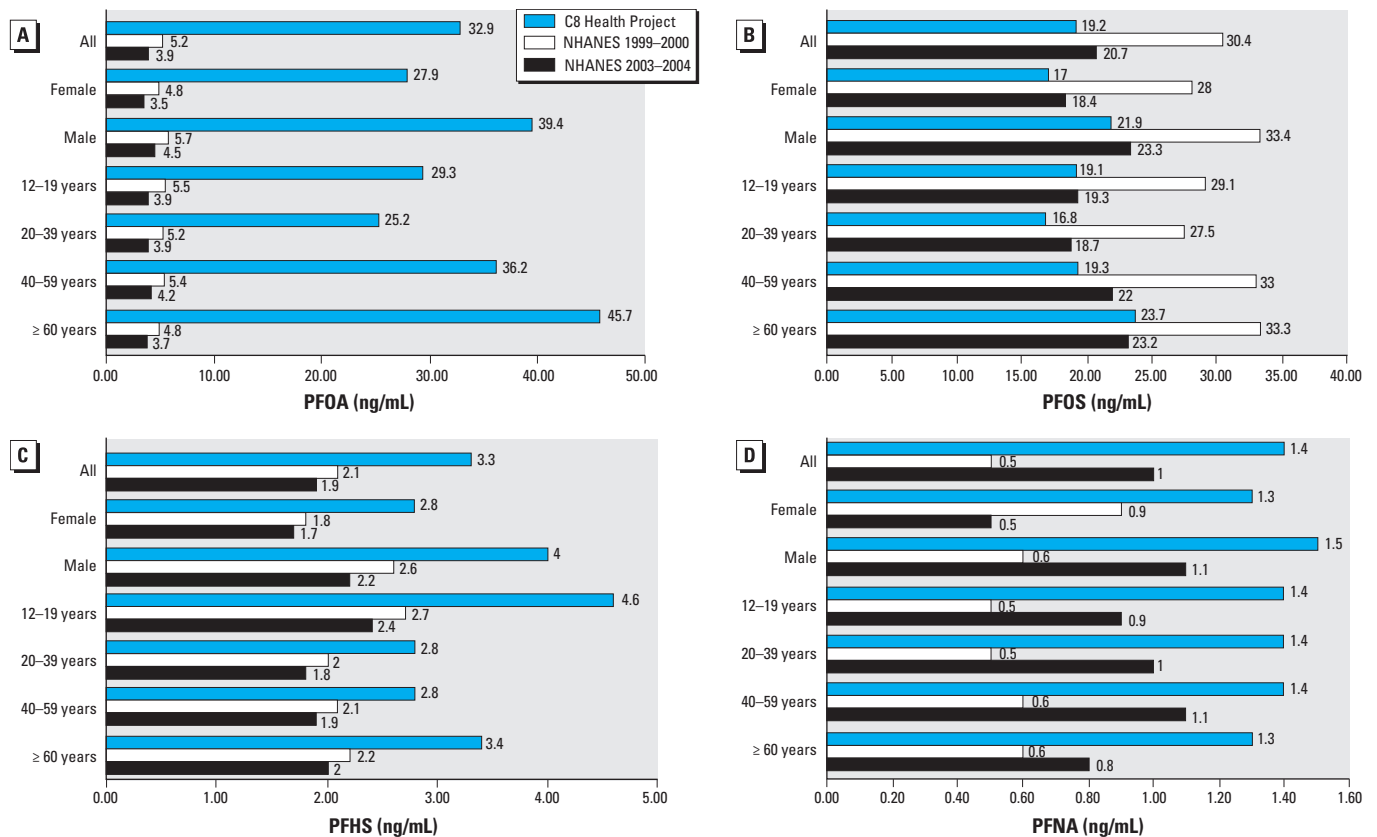 A
C8 Health Project
NHANES 1999–2000
NHANES 2003–2004
All
32.9
5.2
3.9
Female
27.9
4.8
3.5
Male
39.4
5.7
4.5
12–19 years
29.3
5.5
3.9
20–39 years
25.2
5.2
3.9
40–59 years
36.2
5.4
4.2
≥ 60 years
45.7
4.8
3.7
0.00 10.00 20.00 30.00 40.00 50.00
PFOA (ng/mL)
B
All
19.2
30.4
20.7
Female
17
28
18.4
Male
21.9
33.4
23.3
12–19 years
19.1
29.1
19.3
20–39 years
16.8
27.5
18.7
40–59 years
19.3
33
22
≥ 60 years
23.7
33.3
23.2
0.00 5.00 10.00 15.00 20.00 25.00 30.00 35.00 40.00
PFOS (ng/mL)
C
All
3.3
2.1
1.9
Female
2.8
1.8
1.7
Male
4
2.6
2.2
12–19 years
4.6
2.7
2.4
20–39 years
2.8
2
1.8
40–59 years
2.8
2.1
1.9
≥ 60 years
3.4
2.2
2
0.00 1.00 2.00 3.00 4.00 5.00
PFHS (ng/mL)
D
All
1.4
0.5
1
Female
1.3
0.9
0.5
Male
1.5
0.6
1.1
12–19 years
1.4
0.5
0.9
20–39 years
1.4
0.5
1
40–59 years
1.4
0.6
1.1
≥ 60 years
1.3
0.6
0.8
0.00 0.20 0.40 0.60 0.80 1.00 1.20 1.40 1.60
PFNA (ng/mL)